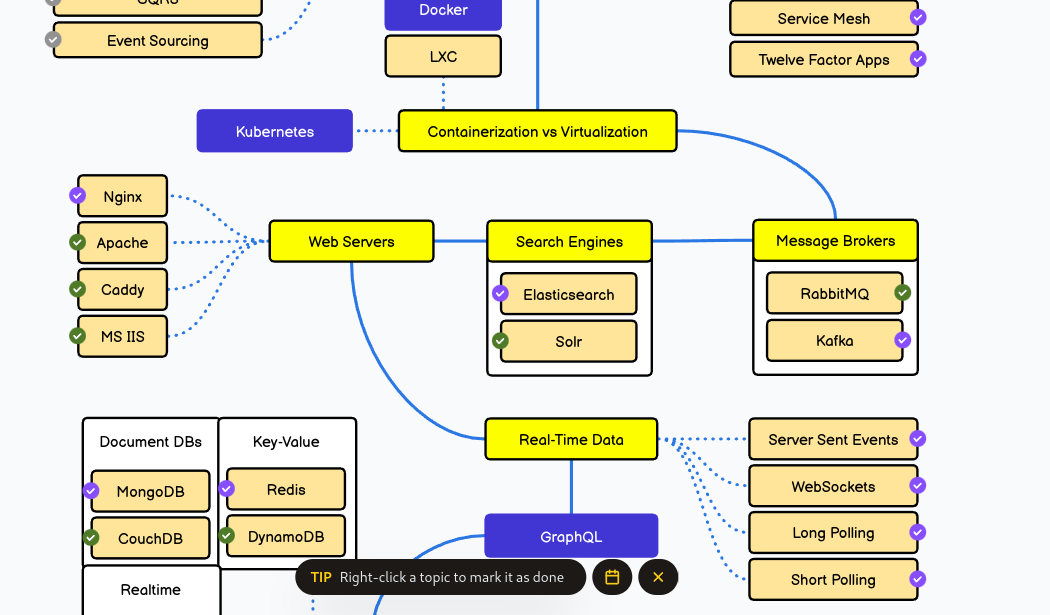 CQRS
Event Sourcing
Docker
LXC
Service Mesh
Twelve Factor Apps
Kubernetes
Containerization vs Virtualization
Nginx
Apache
Caddy
MS IIS
Web Servers
Search Engines
Elasticsearch
Solr
Message Brokers
RabbitMQ
Kafka
Document DBs
MongoDB
CouchDB
Key-Value
Redis
DynamoDB
Realtime
Real-Time Data
GraphQL
Server Sent Events
WebSockets
Long Polling
Short Polling
TIP Right-click a topic to mark it as done